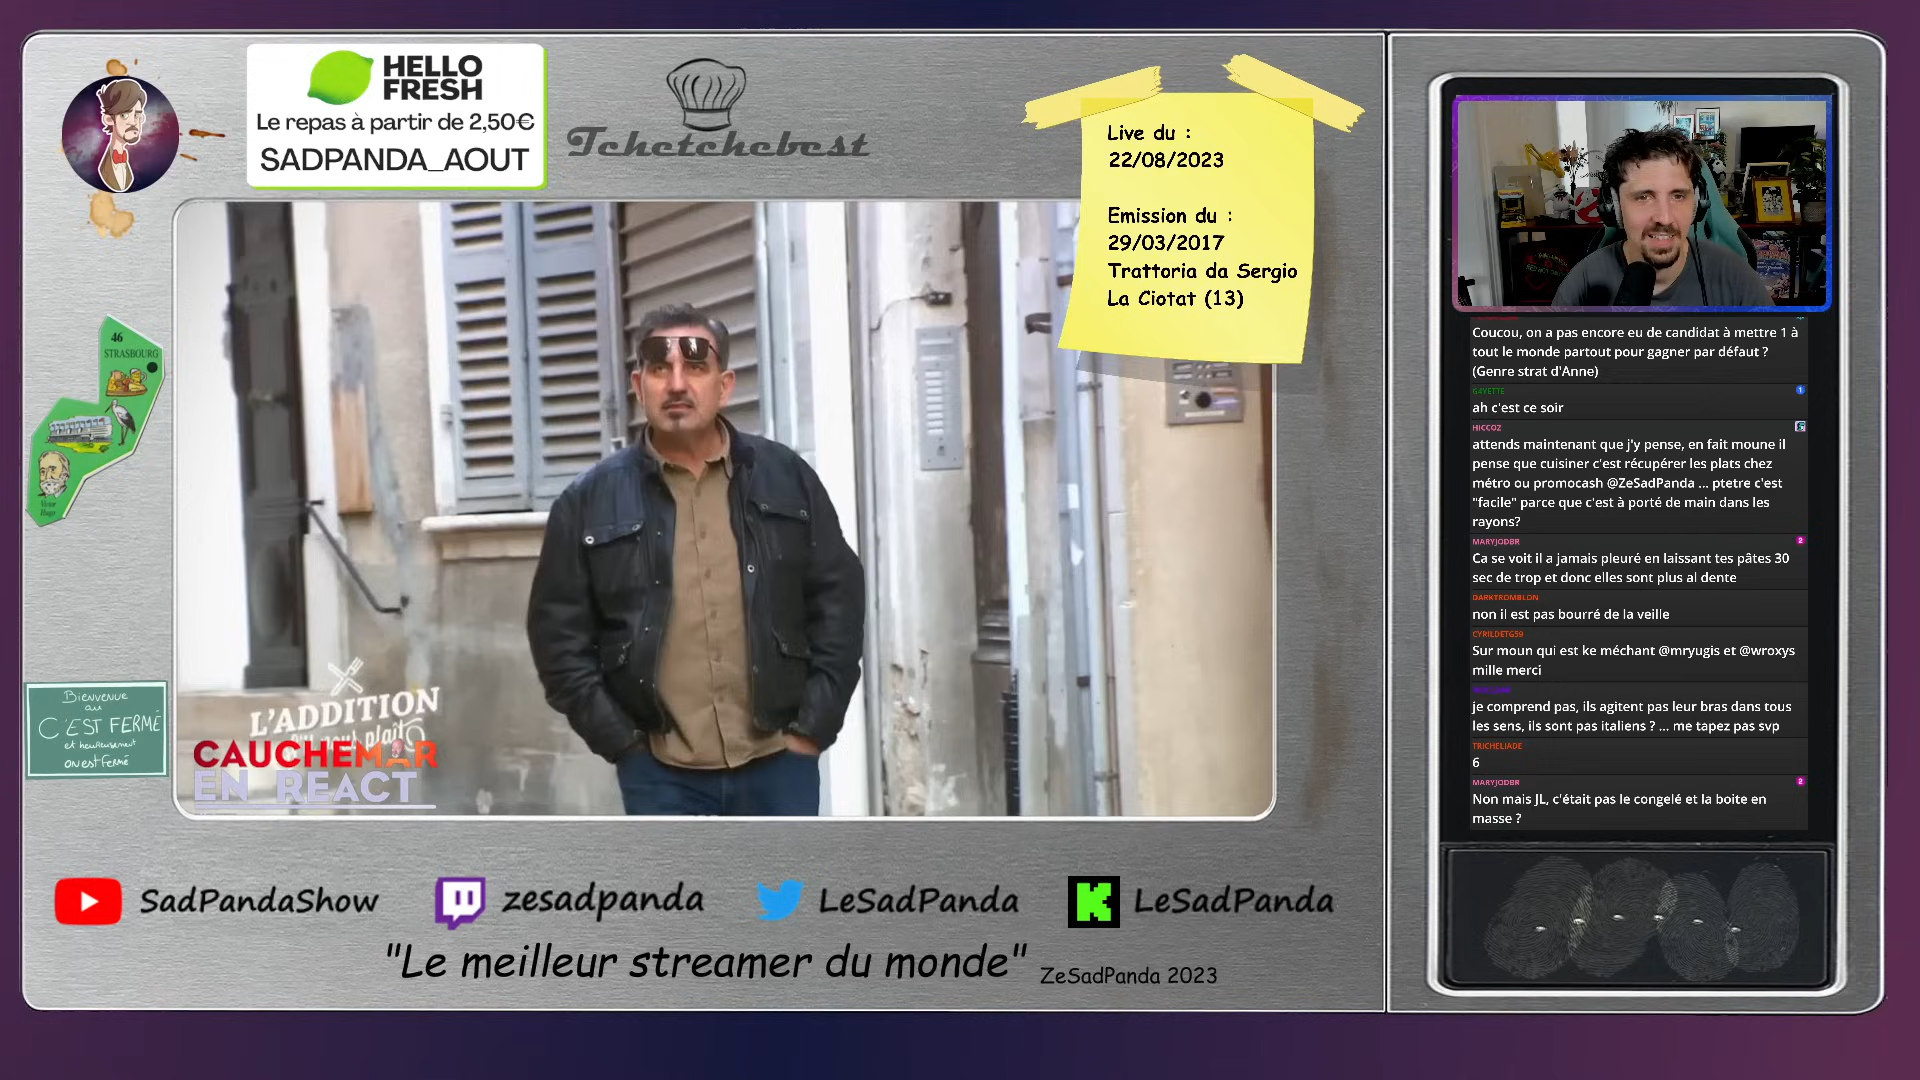 HELLO
FRESH
Le repas à partir de 2,50€
SADPANDA_AOUT
Tchetchebest
Live du :
22/08/2023
Emission du :
29/03/2017
Trattoria da Sergio
La Ciotat (13)
46
STRASBOURG
Victor
Hugo
Bienvenue
au
C'EST FERMÉ
et heureusement
on est fermé
L'ADDITION
s'il vous plaît
CAUCHEMAR
EN REACT
Coucou, on a pas encore eu de candidat à mettre 1 à
tout le monde partout pour gagner par défaut ?
(Genre strat d'Anne)
G4YETTE
1
ah c'est ce soir
HICCOZ
attends maintenant que j'y pense, en fait moune il
pense que cuisiner c'est récupérer les plats chez
métro ou promocash @ZeSadPanda ... ptetre c'est
"facile" parce que c'est à porté de main dans les
rayons?
MARYJODBR
2
Ca se voit il a jamais pleuré en laissant tes pâtes 30
sec de trop et donc elles sont plus al dente
DARKTROMBLON
non il est pas bourré de la veille
CYRILDETG59
Sur moun qui est ke méchant @mryugis et @wroxys
mille merci
je comprend pas, ils agitent pas leur bras dans tous
les sens, ils sont pas italiens ? ... me tapez pas svp
TRICHELIADE
6
MARYJODBR
2
Non mais JL, c'était pas le congelé et la boite en
masse ?
SadPandaShow
zesadpanda
LeSadPanda
LeSadPanda
"Le meilleur streamer du monde"
ZeSadPanda 2023